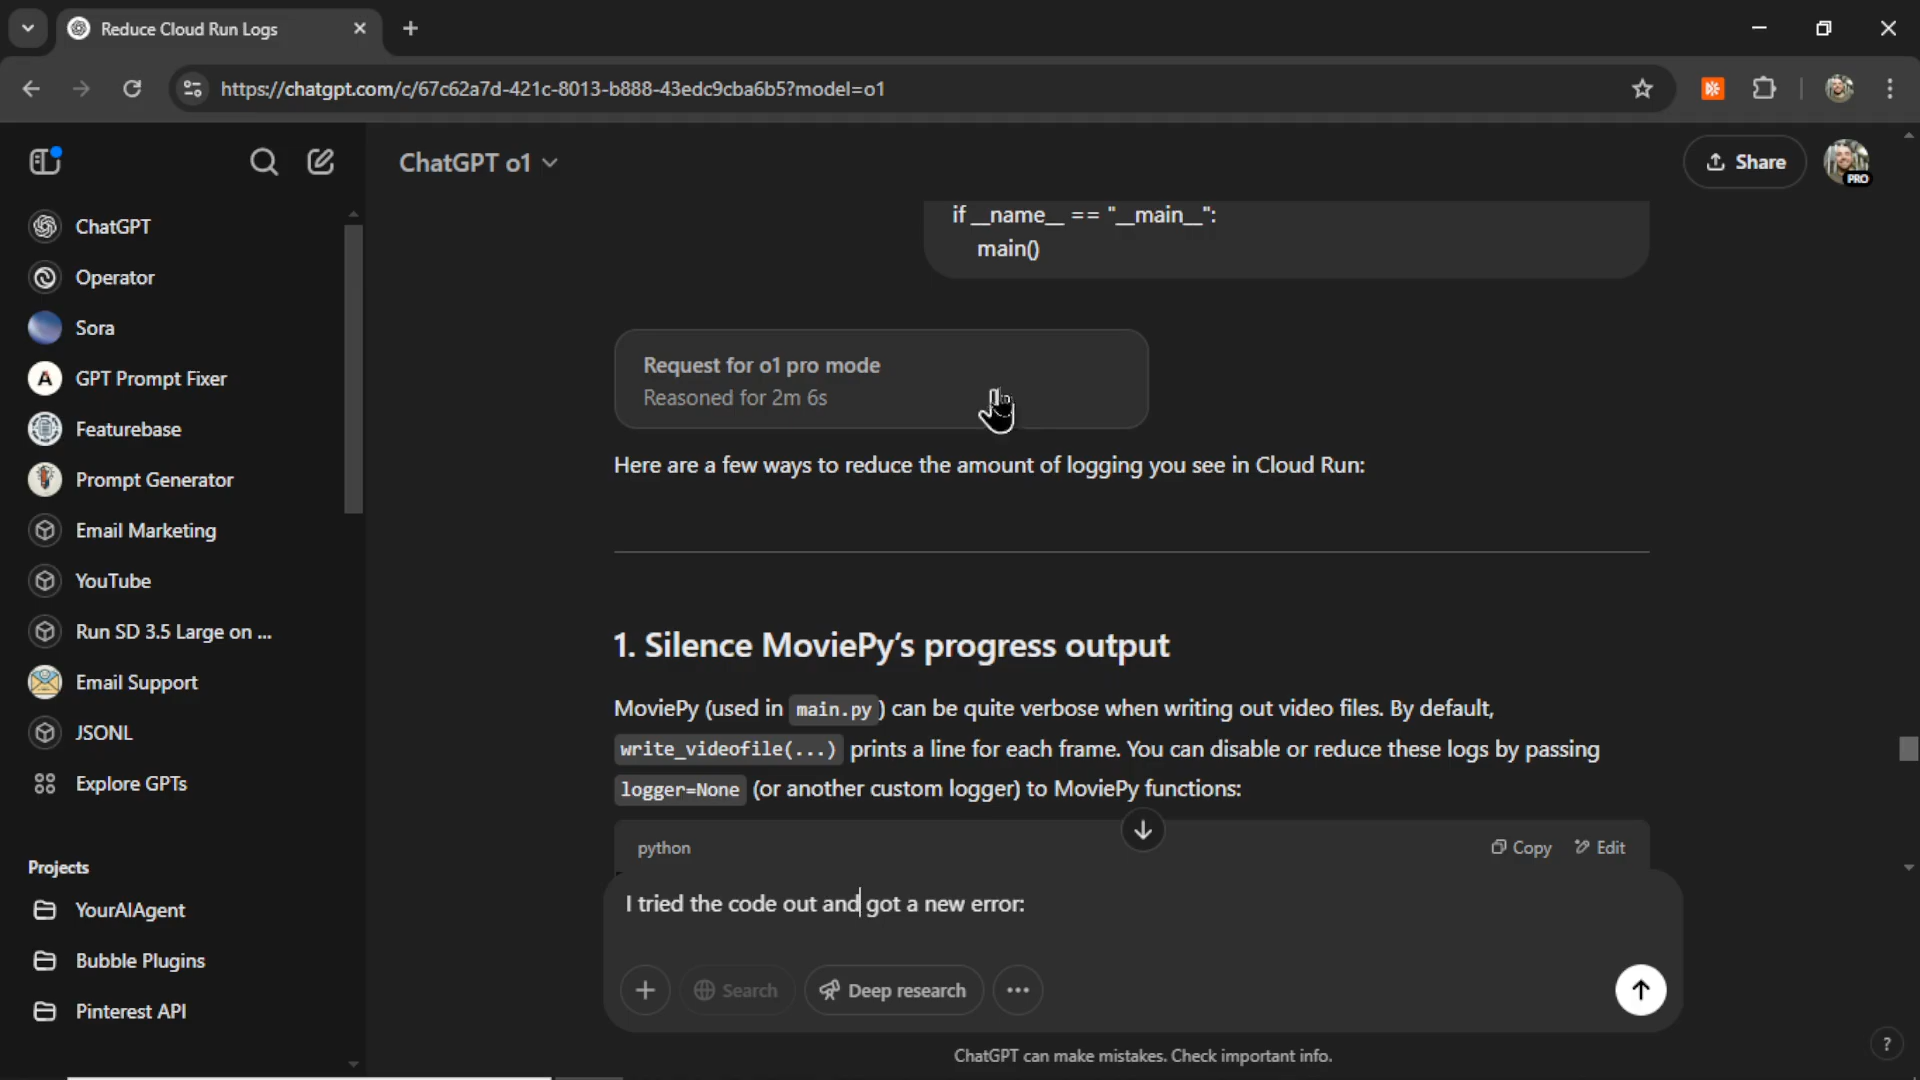 Reduce Cloud Run Logs
https://chatgpt.com/c/67c62a7d-421c-8013-b888-43edc9cba6b5?model=o1
ChatGPT o1
Share
PRO
ChatGPT
Operator
Sora
A GPT Prompt Fixer
Featurebase
Prompt Generator
Email Marketing
YouTube
Run SD 3.5 Large on ...
Email Support
JSONL
Explore GPTs
Projects
YourAIAgent
Bubble Plugins
Pinterest API
if __name__ == "__main__":
main()
Request for o1 pro mode
Reasoned for 2m 6s
Here are a few ways to reduce the amount of logging you see in Cloud Run:
1. Silence MoviePy’s progress output
MoviePy (used in main.py ) can be quite verbose when writing out video files. By default,
write_videofile(...) prints a line for each frame. You can disable or reduce these logs by passing
logger=None (or another custom logger) to MoviePy functions:
python
Copy
Edit
I tried the code out and got a new error:
Search
Deep research
ChatGPT can make mistakes. Check important info.
?